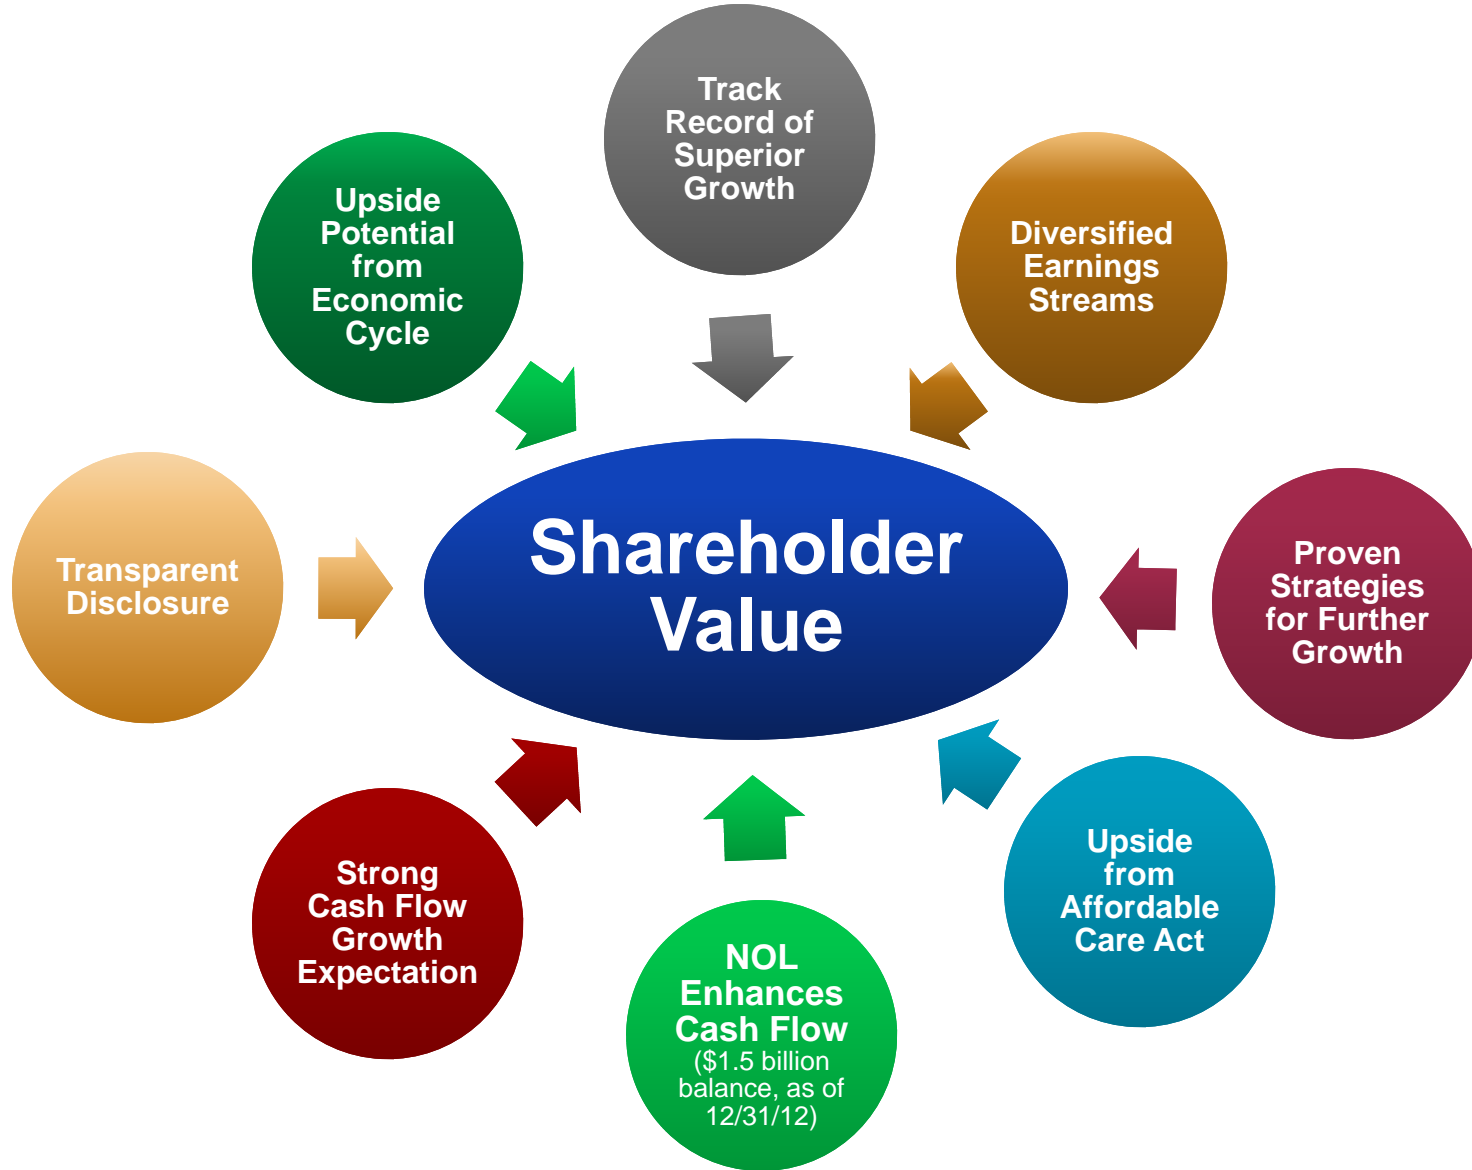 Track
Record of
Superior
Growth
Upside
Potential
from
Economic
Cycle
Diversified
Earnings
Streams
Shareholder
Value
Transparent
Disclosure
Proven
Strategies
for Further
Growth
Strong
Cash Flow
Growth
Expectation
Upside
from
Affordable
Care Act
NOL
Enhances
Cash Flow
($1.5 billion
balance, as of
12/31/12)